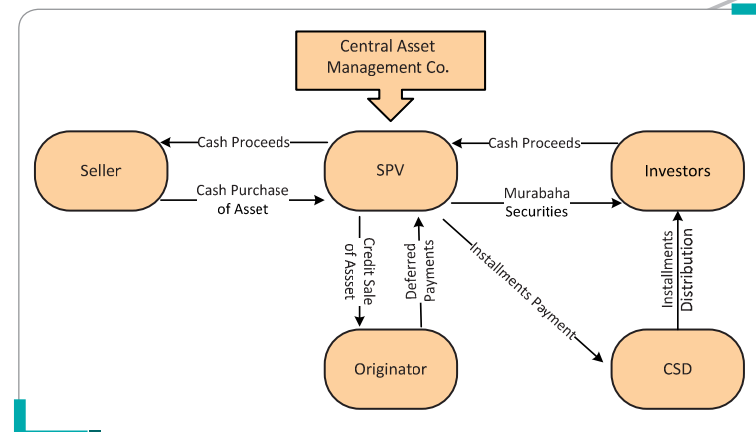 Central Asset
Management Co.
Cash Proceeds
Cash Proceeds
Seller
SPV
Investors
Cash Purchase
of Asset
Murabaha
Securities
Credit Sale
of Assset
Deferred
Payments
Installments Payment
Installments
Distribution
Originator
CSD